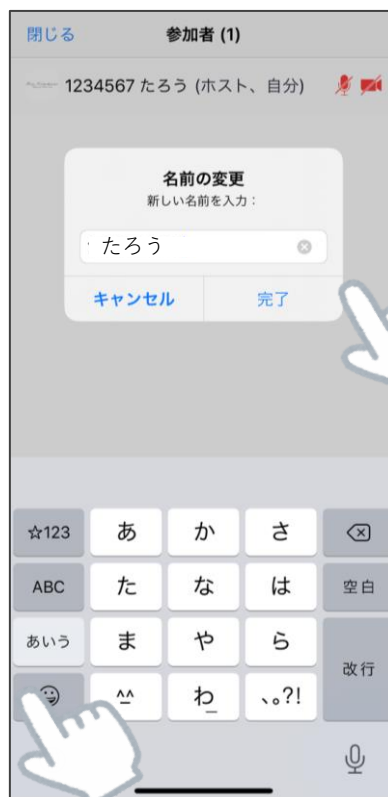 閉じる 参加者 (1)
1234567 たろう (ホスト、自分)
名前の変更
新しい名前を入力：
たろう
キャンセル 完了
☆123 あ か さ
ABC た な は 空白
あいう ま や ら
改行
^^ わ 、。?!